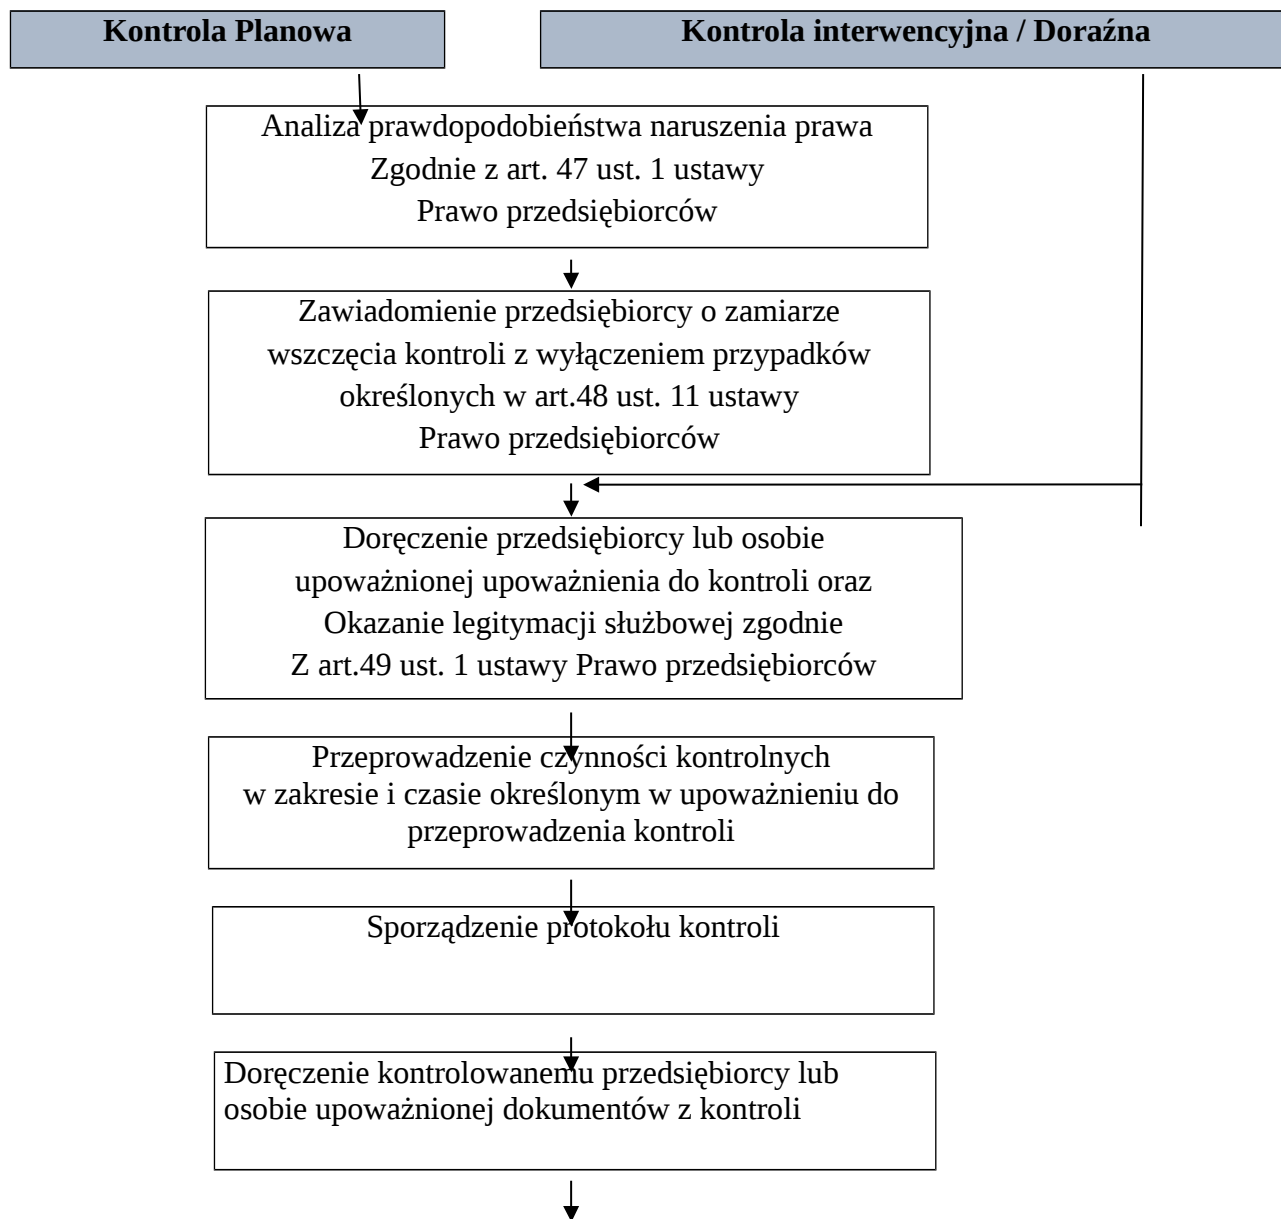 Kontrola Planowa
Kontrola interwencyjna / Doraźna
Analiza prawdopodobieństwa naruszenia prawa
Zgodnie z art. 47 ust. 1 ustawy
Prawo przedsiębiorców
Zawiadomienie przedsiębiorcy o zamiarze
wszczęcia kontroli z wyłączeniem przypadków
określonych w art.48 ust. 11 ustawy
Prawo przedsiębiorców
Doręczenie przedsiębiorcy lub osobie
upoważnionej upoważnienia do kontroli oraz
Okazanie legitymacji służbowej zgodnie
Z art.49 ust. 1 ustawy Prawo przedsiębiorców
Przeprowadzenie czynności kontrolnych
w zakresie i czasie określonym w upoważnieniu do
przeprowadzenia kontroli
Sporządzenie protokołu kontroli
Doręczenie kontrolowanemu przedsiębiorcy lub
osobie upoważnionej dokumentów z kontroli